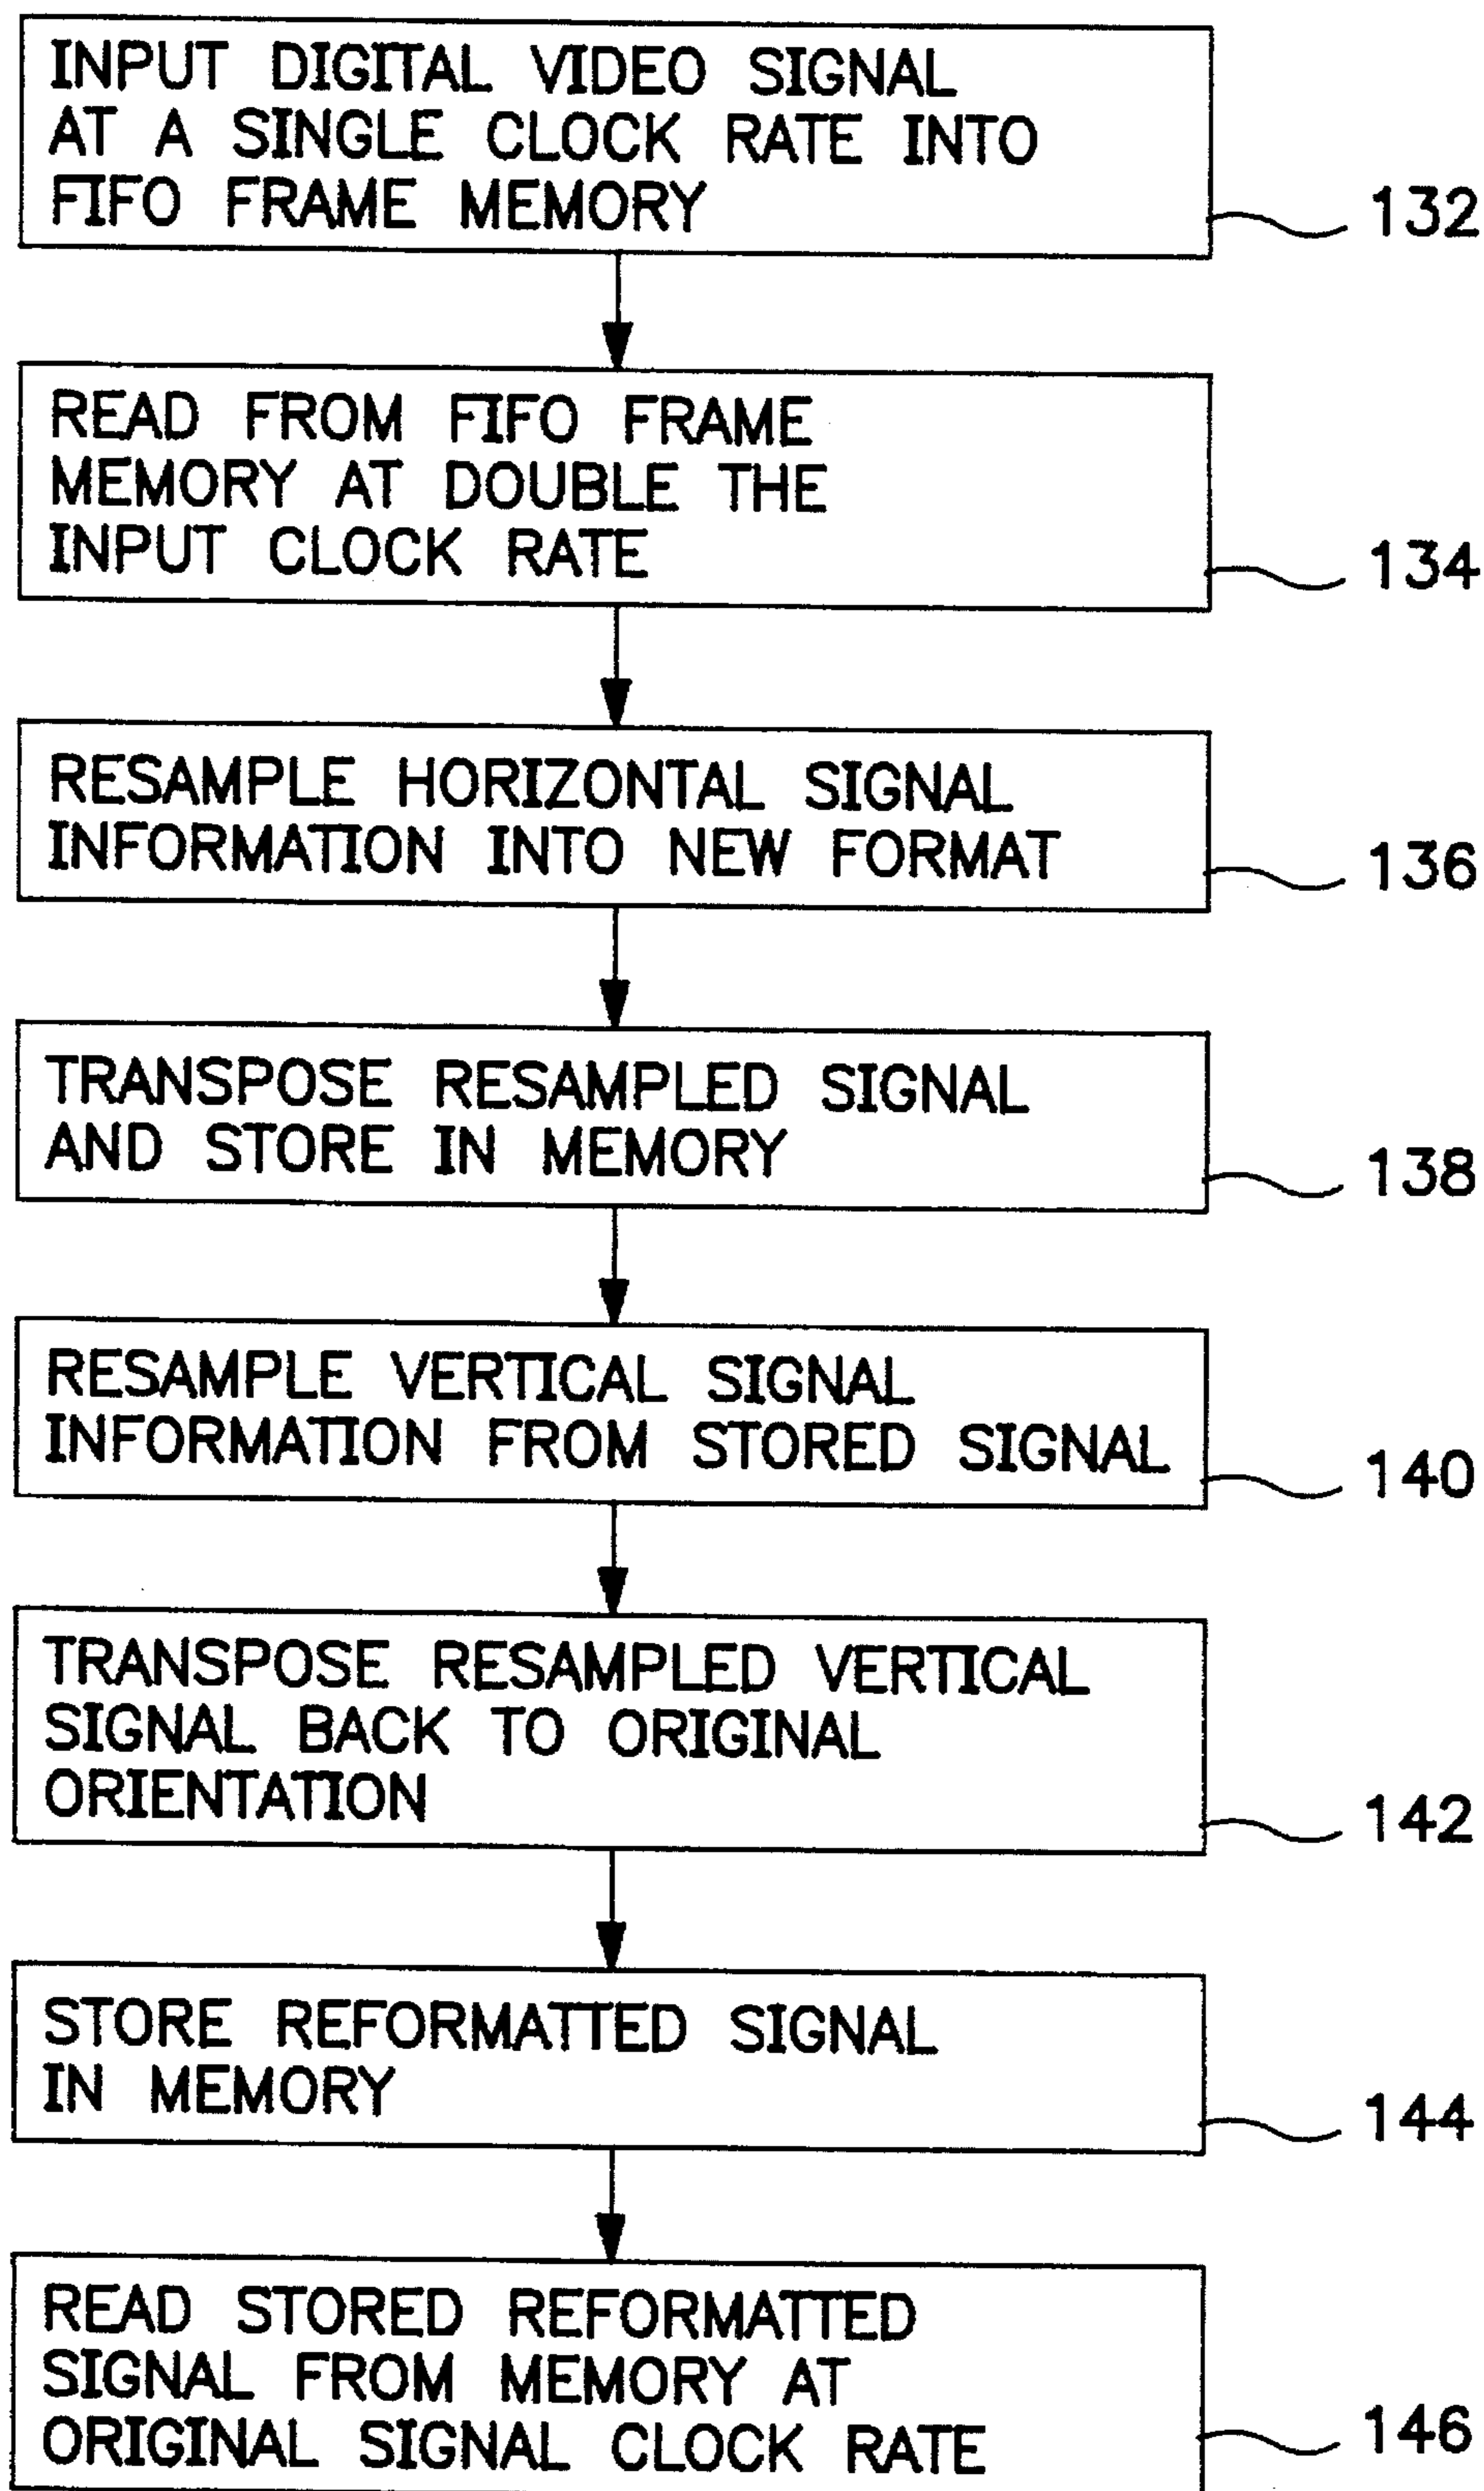 INPUT DIGITAL VIDEO SIGNAL
AT A SINGLE CLOCK RATE INTO
FIFO FRAME MEMORY
132
READ FROM FIFO FRAME
MEMORY AT DOUBLE THE
INPUT CLOCK RATE
134
RESAMPLE HORIZONTAL SIGNAL
INFORMATION INTO NEW FORMAT
136
TRANSPOSE RESAMPLED SIGNAL
AND STORE IN MEMORY
138
RESAMPLE VERTICAL SIGNAL
INFORMATION FROM STORED SIGNAL
140
TRANSPOSE RESAMPLED VERTICAL
SIGNAL BACK TO ORIGINAL
ORIENTATION
142
STORE REFORMATTED SIGNAL
IN MEMORY
144
READ STORED REFORMATTED
SIGNAL FROM MEMORY AT
ORIGINAL SIGNAL CLOCK RATE
146